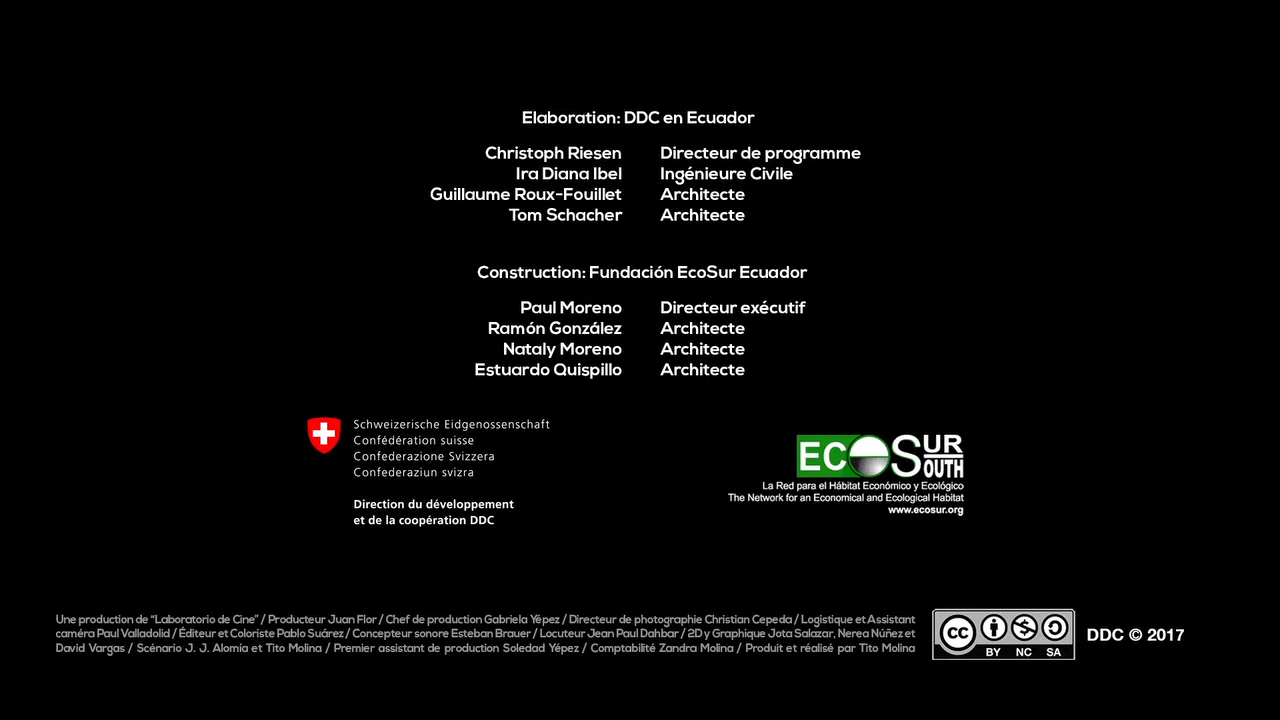 Elaboration: DDC en Ecuador
Christoph Riesen Directeur de programme
Ira Diana Ibel Ingénieure Civile
Guillaume Roux-Fouillet Architecte
Tom Schacher Architecte
Construction: Fundación EcoSur Ecuador
Paul Moreno Directeur exécutif
Ramón González Architecte
Nataly Moreno Architecte
Estuardo Quispillo Architecte
Schweizerische Eidgenossenschaft
Confédération suisse
Confederazione Svizzera
Confederaziun svizra
Direction du développement
et de la coopération DDC
ECOSUR
SOUTH
La Red para el Hábitat Económico y Ecológico
The Network for an Economical and Ecological Habitat
www.ecosur.org
Une production de “Laboratorio de Cine” / Producteur Juan Flor / Chef de production Gabriela Yépez / Directeur de photographie Christian Cepeda / Logistique et Assistant
caméra Paul Valladolid / Éditeur et Coloriste Pablo Suárez / Concepteur sonore Esteban Brauer / Locuteur Jean Paul Dahbar / 2D y Graphique Jota Salazar, Nerea Núñez et
David Vargas / Scénario J. J. Alomía et Tito Molina / Premier assistant de production Soledad Yépez / Comptabilité Zandra Molina / Produit et réalisé par Tito Molina
CC BY NC SA
DDC © 2017